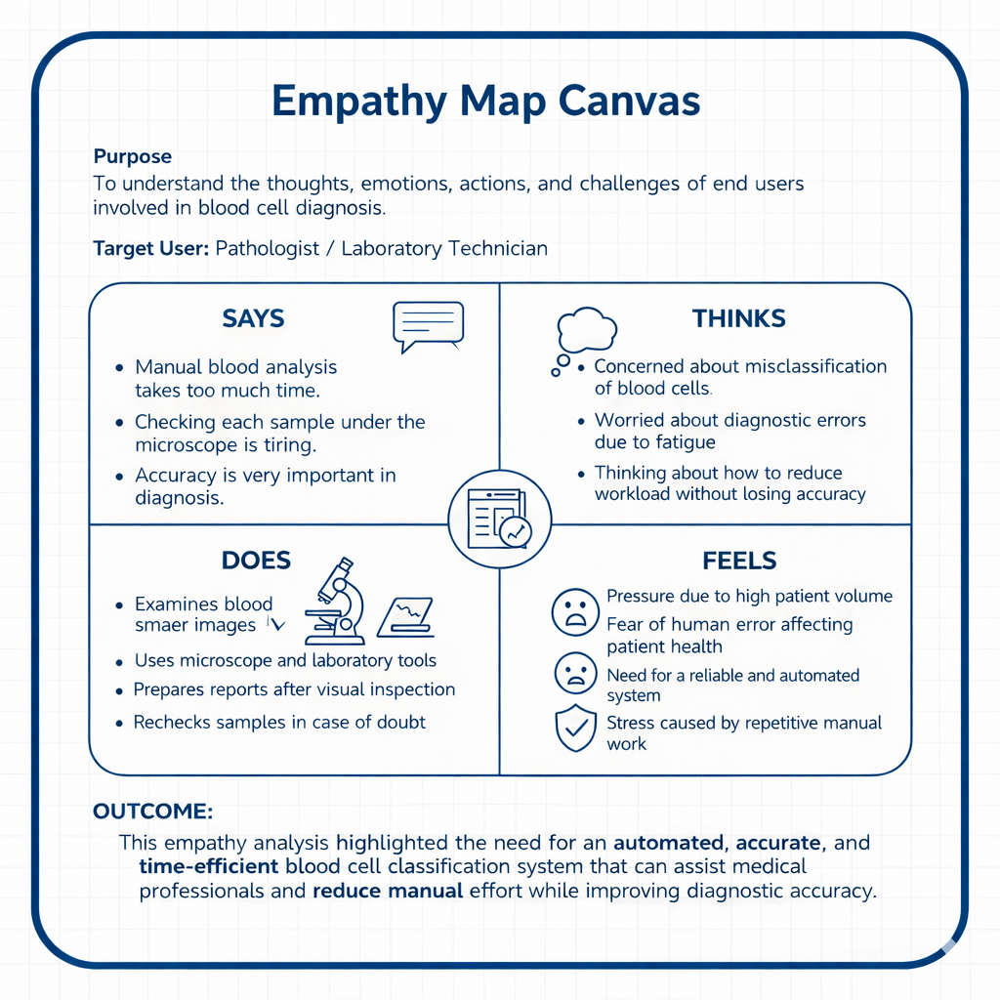 Empathy Map Canvas
Purpose
To understand the thoughts, emotions, actions, and challenges of end users
involved in blood cell diagnosis.
Target User: Pathologist / Laboratory Technician
SAYS
• Manual blood analysis
takes too much time.
• Checking each sample under the
microscope is tiring.
• Accuracy is very important in
diagnosis.
THINKS
• Concerned about misclassification
of blood cells.
• Worried about diagnostic errors
due to fatigue
• Thinking about how to reduce
workload without losing accuracy
DOES
• Examines blood
smaer images
• Uses microscope and laboratory tools
• Prepares reports after visual inspection
• Rechecks samples in case of doubt
FEELS
Pressure due to high patient volume
Fear of human error affecting
patient health
Need for a reliable and automated
system
Stress caused by repetitive manual
work
OUTCOME:
This empathy analysis highlighted the need for an automated, accurate, and
time-efficient blood cell classification system that can assist medical
professionals and reduce manual effort while improving diagnostic accuracy.